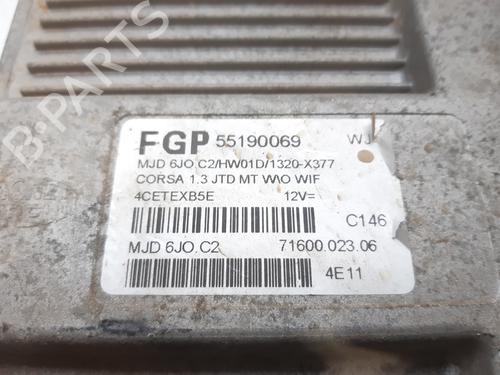 FGP 55190069 WJ
MJD 6JO.C2/HW01D/1320-X377
CORSA 1.3 JTD MT W\O WIF
4CETEXB5E 12V=
C146
MJD 6JO.C2 71600.023.06
4E11